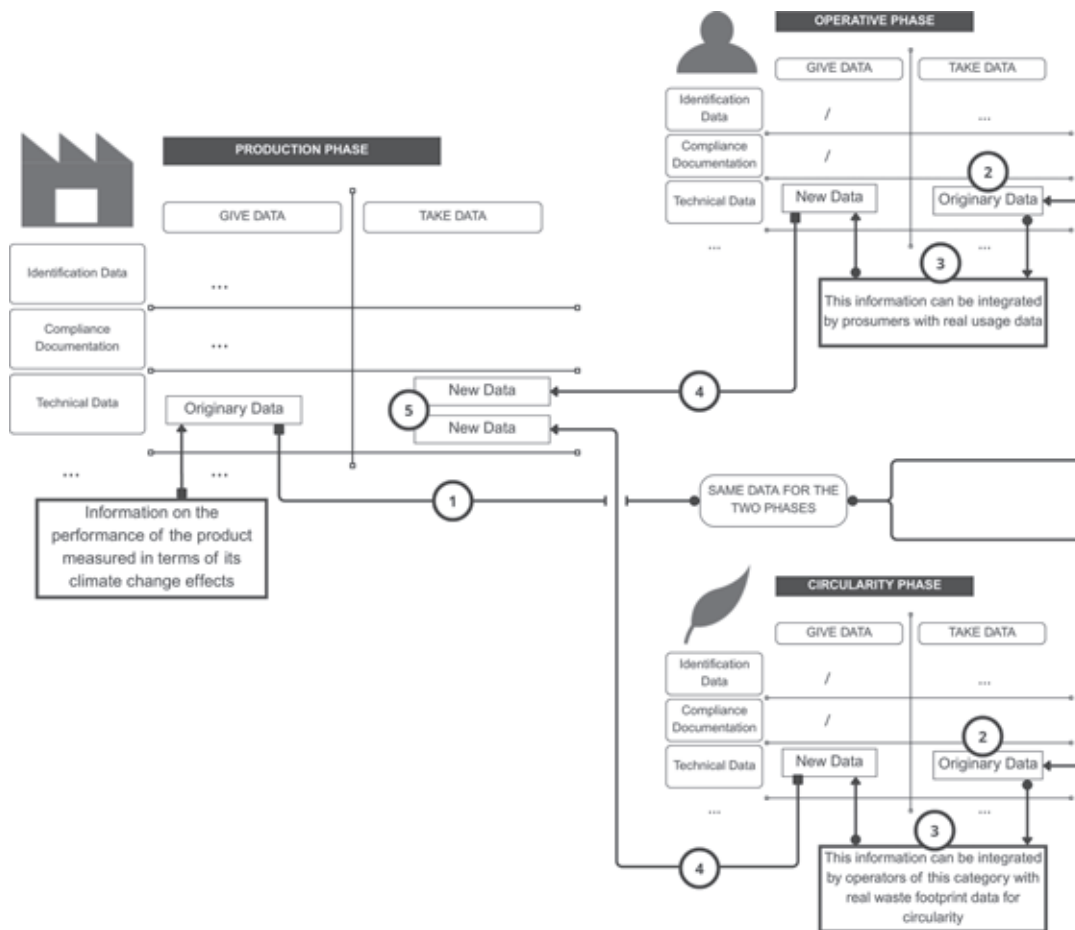 PRODUCTION PHASE
GIVE DATA
TAKE DATA
Identification Data
...
Compliance
Documentation
...
Technical Data
Originary Data
New Data
5
New Data
...
...
Information on the
performance of the product
measured in terms of its
climate change effects
1
4
4
SAME DATA FOR THE
TWO PHASES
OPERATIVE PHASE
GIVE DATA
TAKE DATA
Identification
Data
/
...
Compliance
Documentation
/
2
Technical Data
New Data
Originary Data
...
...
3
This information can be integrated
by prosumers with real usage data
CIRCULARITY PHASE
GIVE DATA
TAKE DATA
Identification
Data
/
...
Compliance
Documentation
/
2
Technical Data
New Data
Originary Data
...
...
3
This information can be integrated
by operators of this category with
real waste footprint data for
circularity